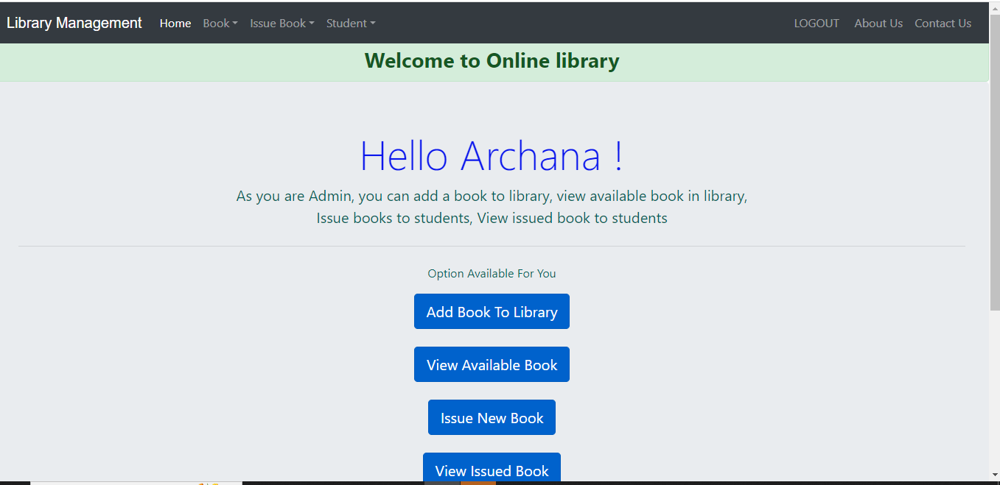 Library Management Home Book Issue Book Student LOGOUT About Us Contact Us
Welcome to Online library
Hello Archana !
As you are Admin, you can add a book to library, view available book in library,
Issue books to students, View issued book to students
Option Available For You
Add Book To Library
View Available Book
Issue New Book
View Issued Book